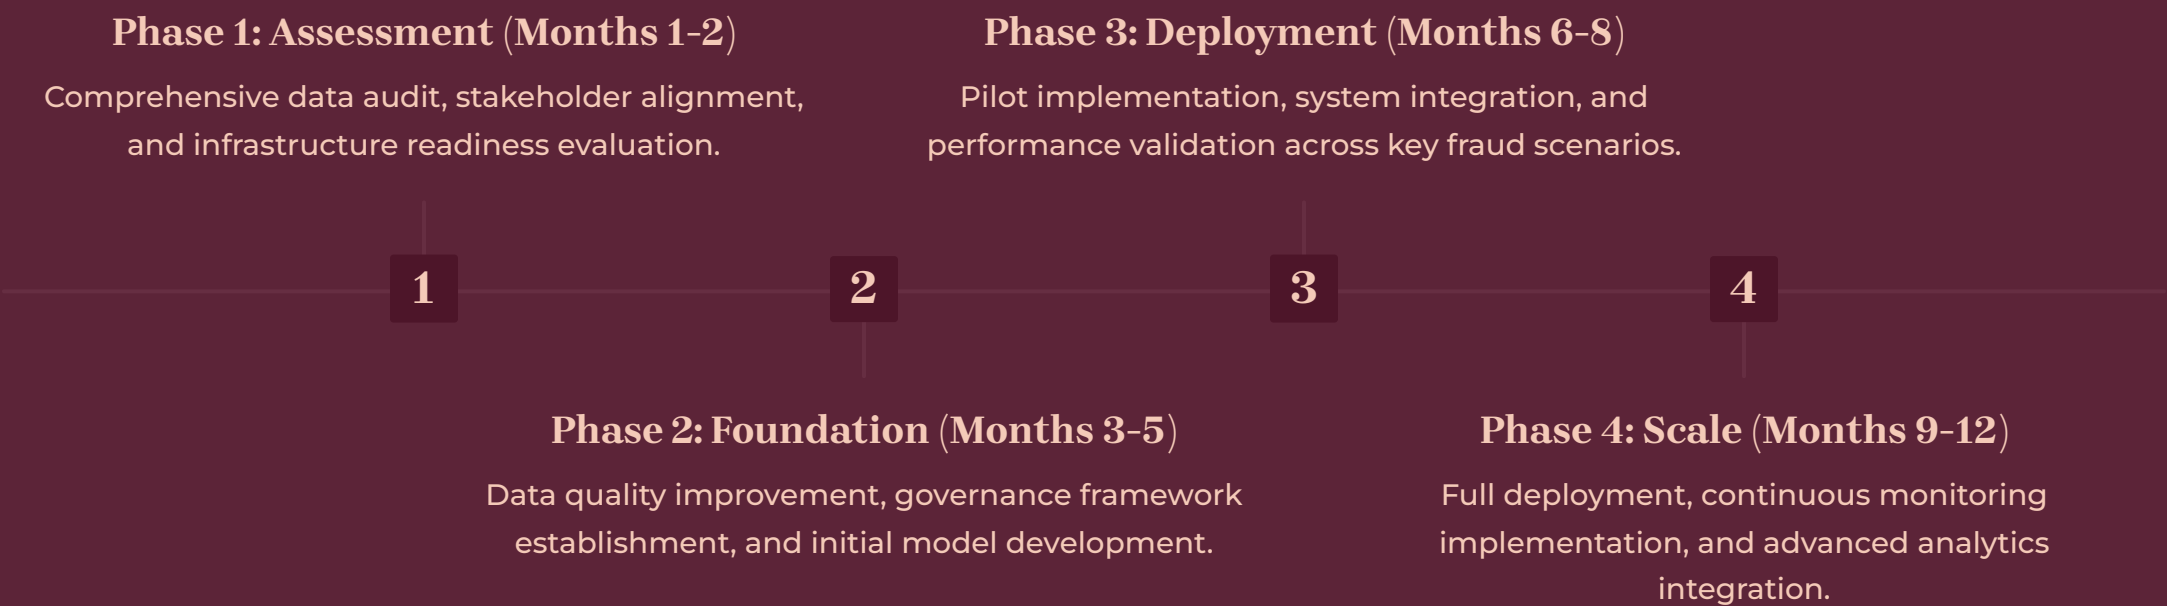 Phase 1: Assessment (Months 1-2)
Comprehensive data audit, stakeholder alignment,
and infrastructure readiness evaluation.
Phase 3: Deployment (Months 6-8)
Pilot implementation, system integration, and
performance validation across key fraud scenarios.
1
2
3
4
Phase 2: Foundation (Months 3-5)
Data quality improvement, governance framework
establishment, and initial model development.
Phase 4: Scale (Months 9-12)
Full deployment, continuous monitoring
implementation, and advanced analytics
integration.